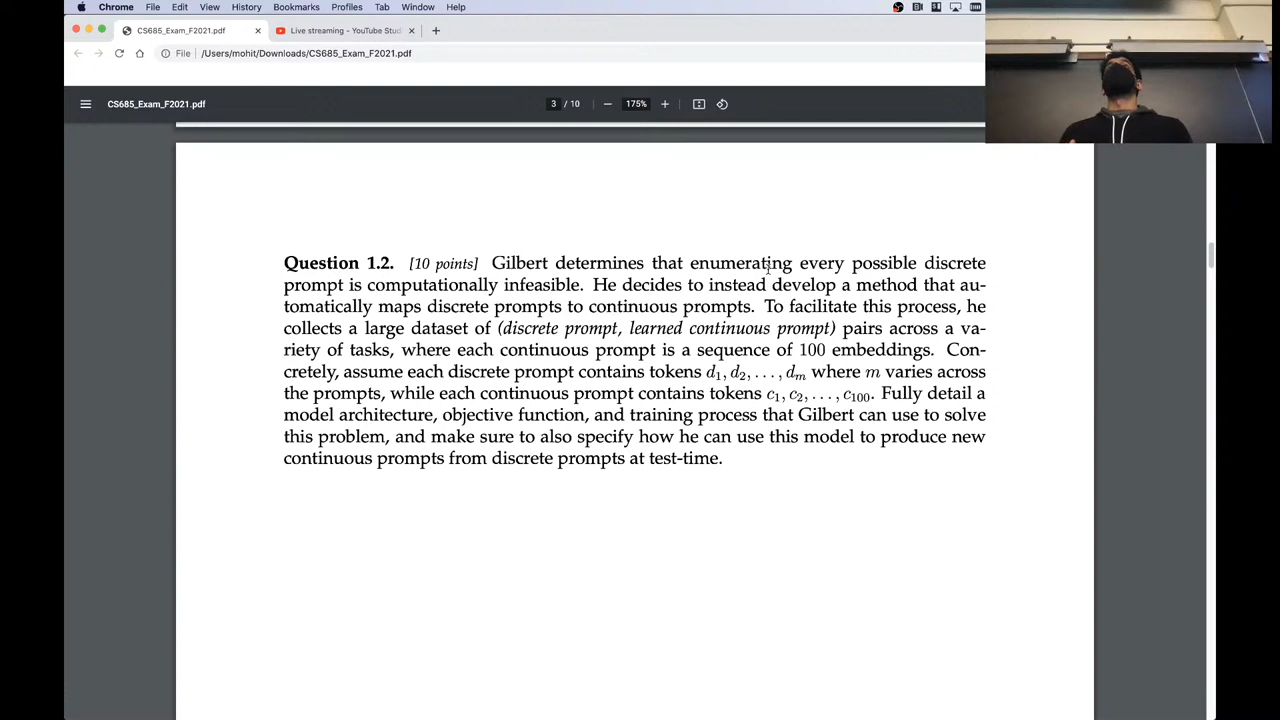 Chrome File Edit View History Bookmarks Profiles Tab Window Help
CS685_Exam_F2021.pdf Live streaming - YouTube Stud
File /Users/mohit/Downloads/CS685_Exam_F2021.pdf
CS685_Exam_F2021.pdf 3 / 10 175%
Question 1.2. [10 points] Gilbert determines that enumerating every possible discrete
prompt is computationally infeasible. He decides to instead develop a method that au-
tomatically maps discrete prompts to continuous prompts. To facilitate this process, he
collects a large dataset of (discrete prompt, learned continuous prompt) pairs across a va-
riety of tasks, where each continuous prompt is a sequence of 100 embeddings. Con-
cretely, assume each discrete prompt contains tokens d₁, d₂, . . . , dₘ where m varies across
the prompts, while each continuous prompt contains tokens c₁, c₂, . . . , c₁₀₀. Fully detail a
model architecture, objective function, and training process that Gilbert can use to solve
this problem, and make sure to also specify how he can use this model to produce new
continuous prompts from discrete prompts at test-time.